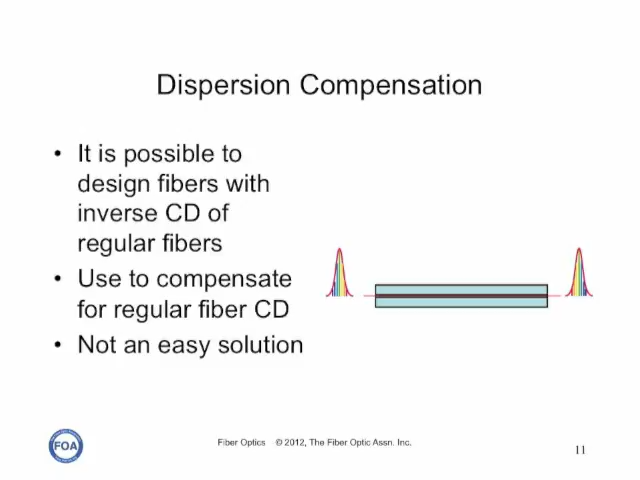 Dispersion Compensation
• It is possible to
design fibers with
inverse CD of
regular fibers
• Use to compensate
for regular fiber CD
• Not an easy solution
FOA
Fiber Optics © 2012, The Fiber Optic Assn. Inc.
11